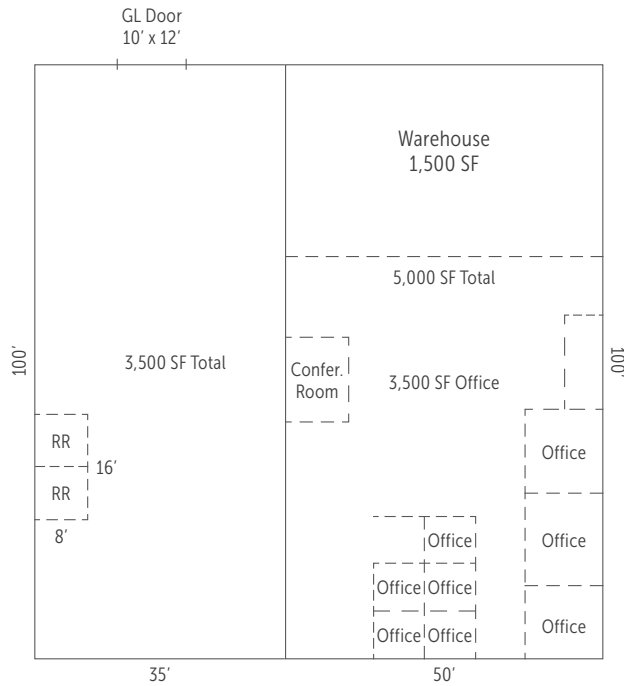 GL Door
10’ x 12’
Warehouse
1,500 SF
5,000 SF Total
100’
3,500 SF Total
Confer.
Room
3,500 SF Office
100’
RR
16’
RR
8’
Office
Office
Office
Office
Office
Office
Office
Office
35’
50’